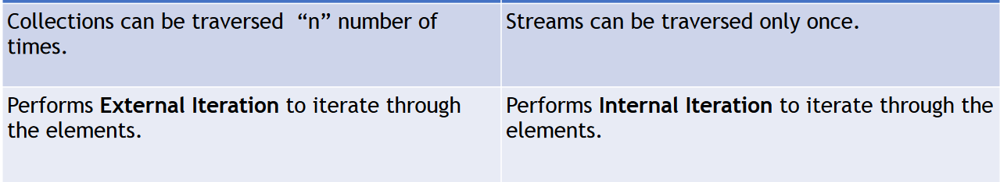 Collections can be traversed  “n” number of
times.
Streams can be traversed only once.
Performs External Iteration to iterate through
the elements.
Performs Internal Iteration to iterate through the
elements.